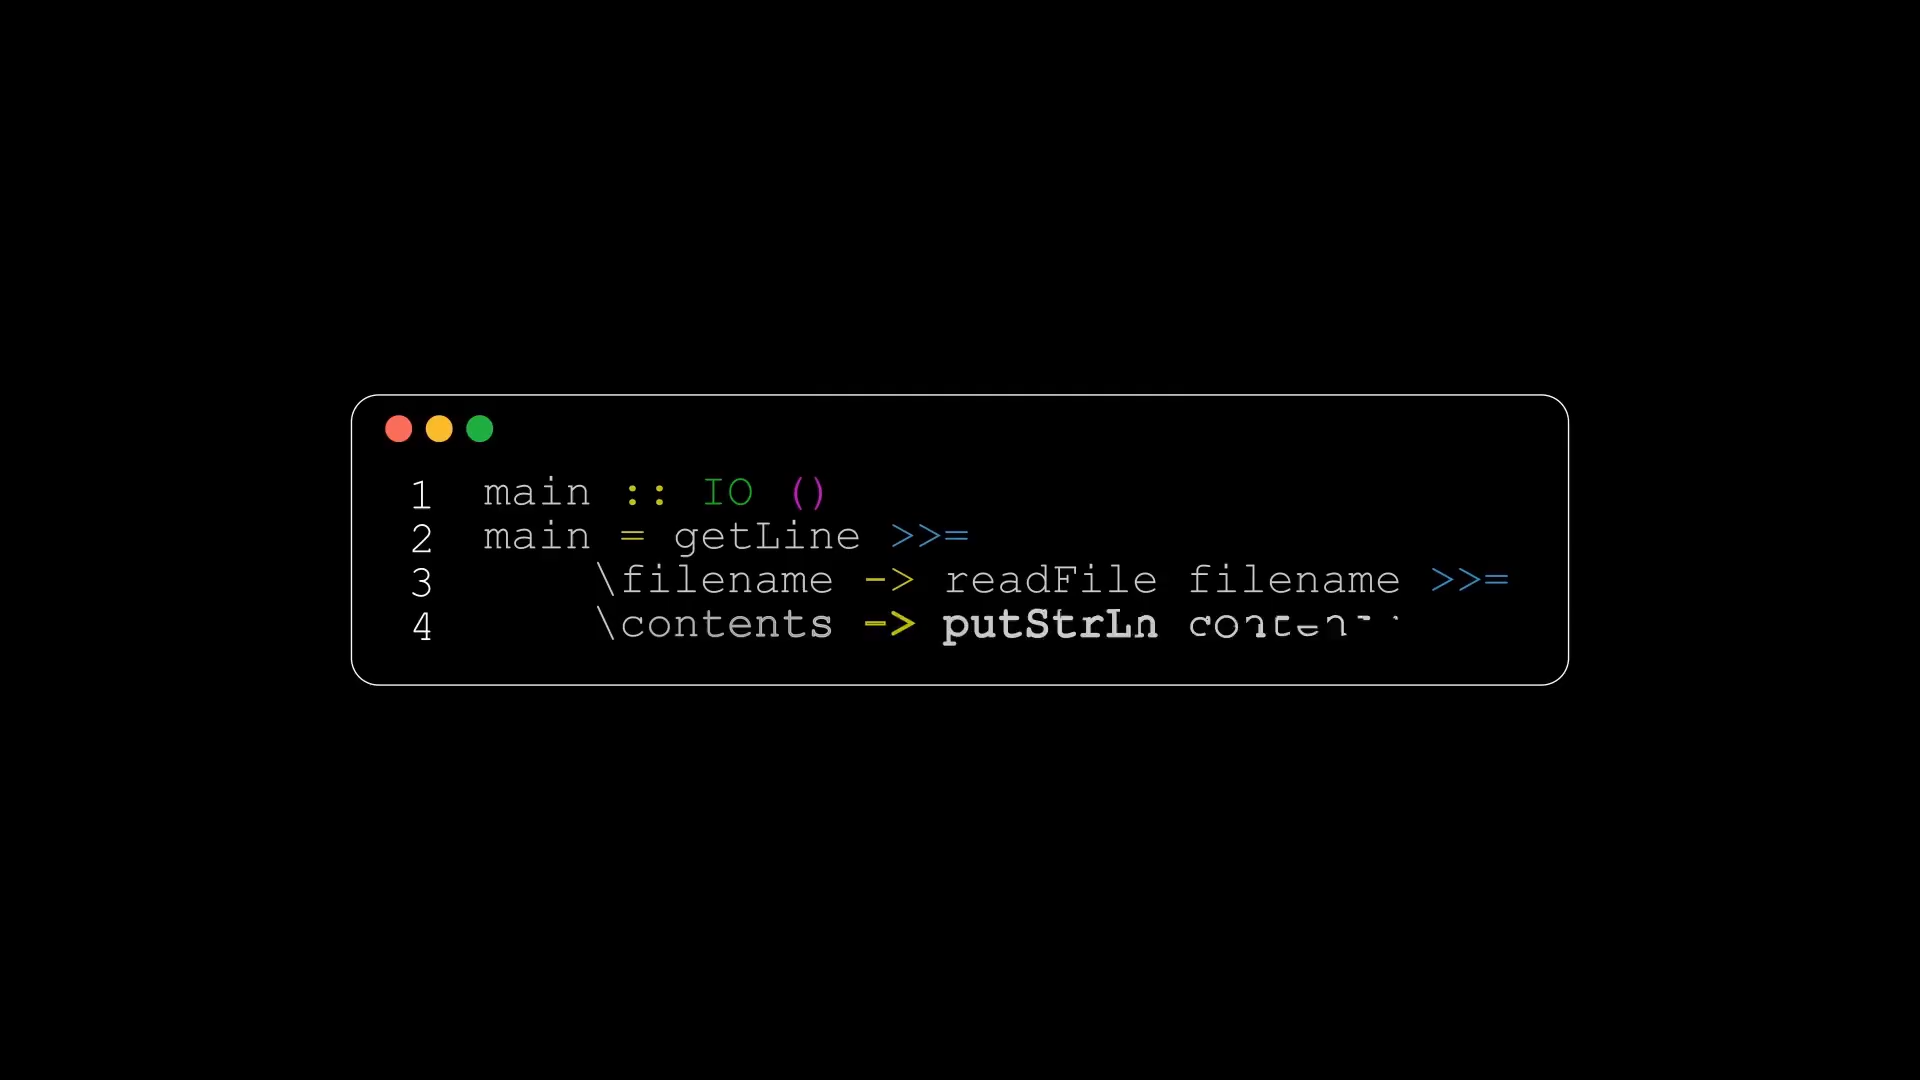 1 main :: IO ()
2 main = getLine >>=
3 \filename -> readFile filename >>=
4 \contents -> putStrLn